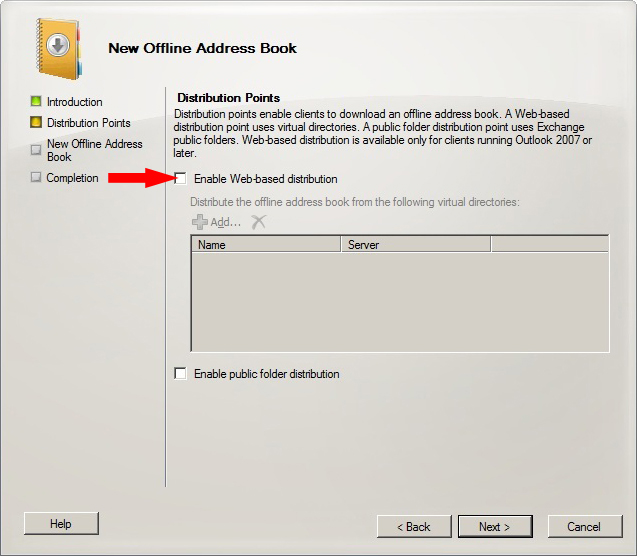 New Offline Address Book
Introduction
Distribution Points
New Offline Address
Book
Completion
Distribution Points
Distribution points enable clients to download an offline address book. A Web-based
distribution point uses virtual directories. A public folder distribution point uses Exchange
public folders. Web-based distribution is available only for clients running Outlook 2007 or
later.
Enable Web-based distribution
Distribute the offline address book from the following virtual directories:
Add...
Name Server
Enable public folder distribution
Help < Back Next > Cancel